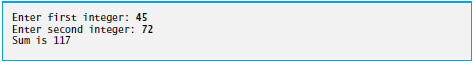 Enter first integer: 45
Enter second integer: 72
Sum is 117